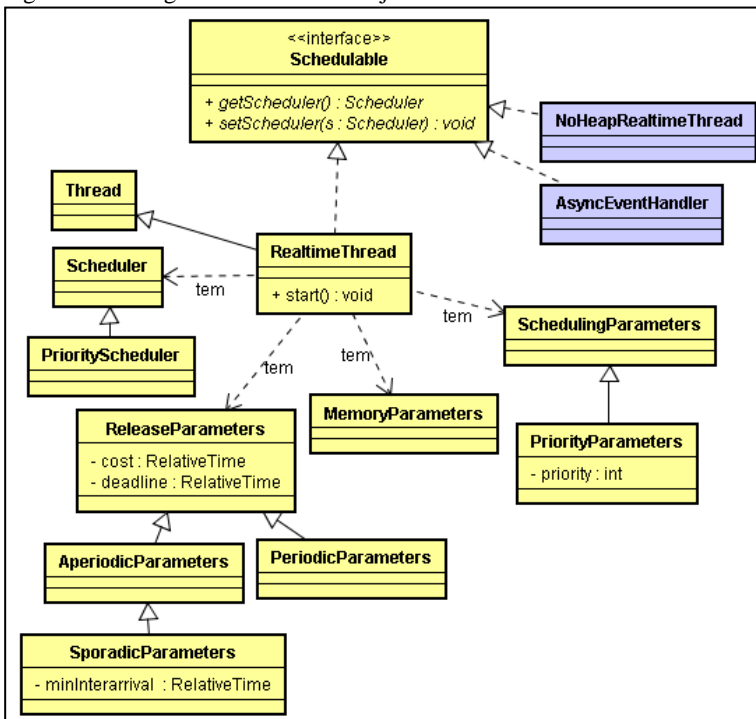 <<interface>>
Schedulable
+ getScheduler() : Scheduler
+ setScheduler(s : Scheduler) : void
NoHeapRealtimeThread
AsyncEventHandler
Thread
Scheduler
RealtimeThread
+ start() : void
tem
tem
SchedulingParameters
PriorityScheduler
tem
tem
MemoryParameters
ReleaseParameters
- cost : RelativeTime
- deadline : RelativeTime
PriorityParameters
- priority : int
AperiodicParameters
PeriodicParameters
SporadicParameters
- minInterarrival : RelativeTime